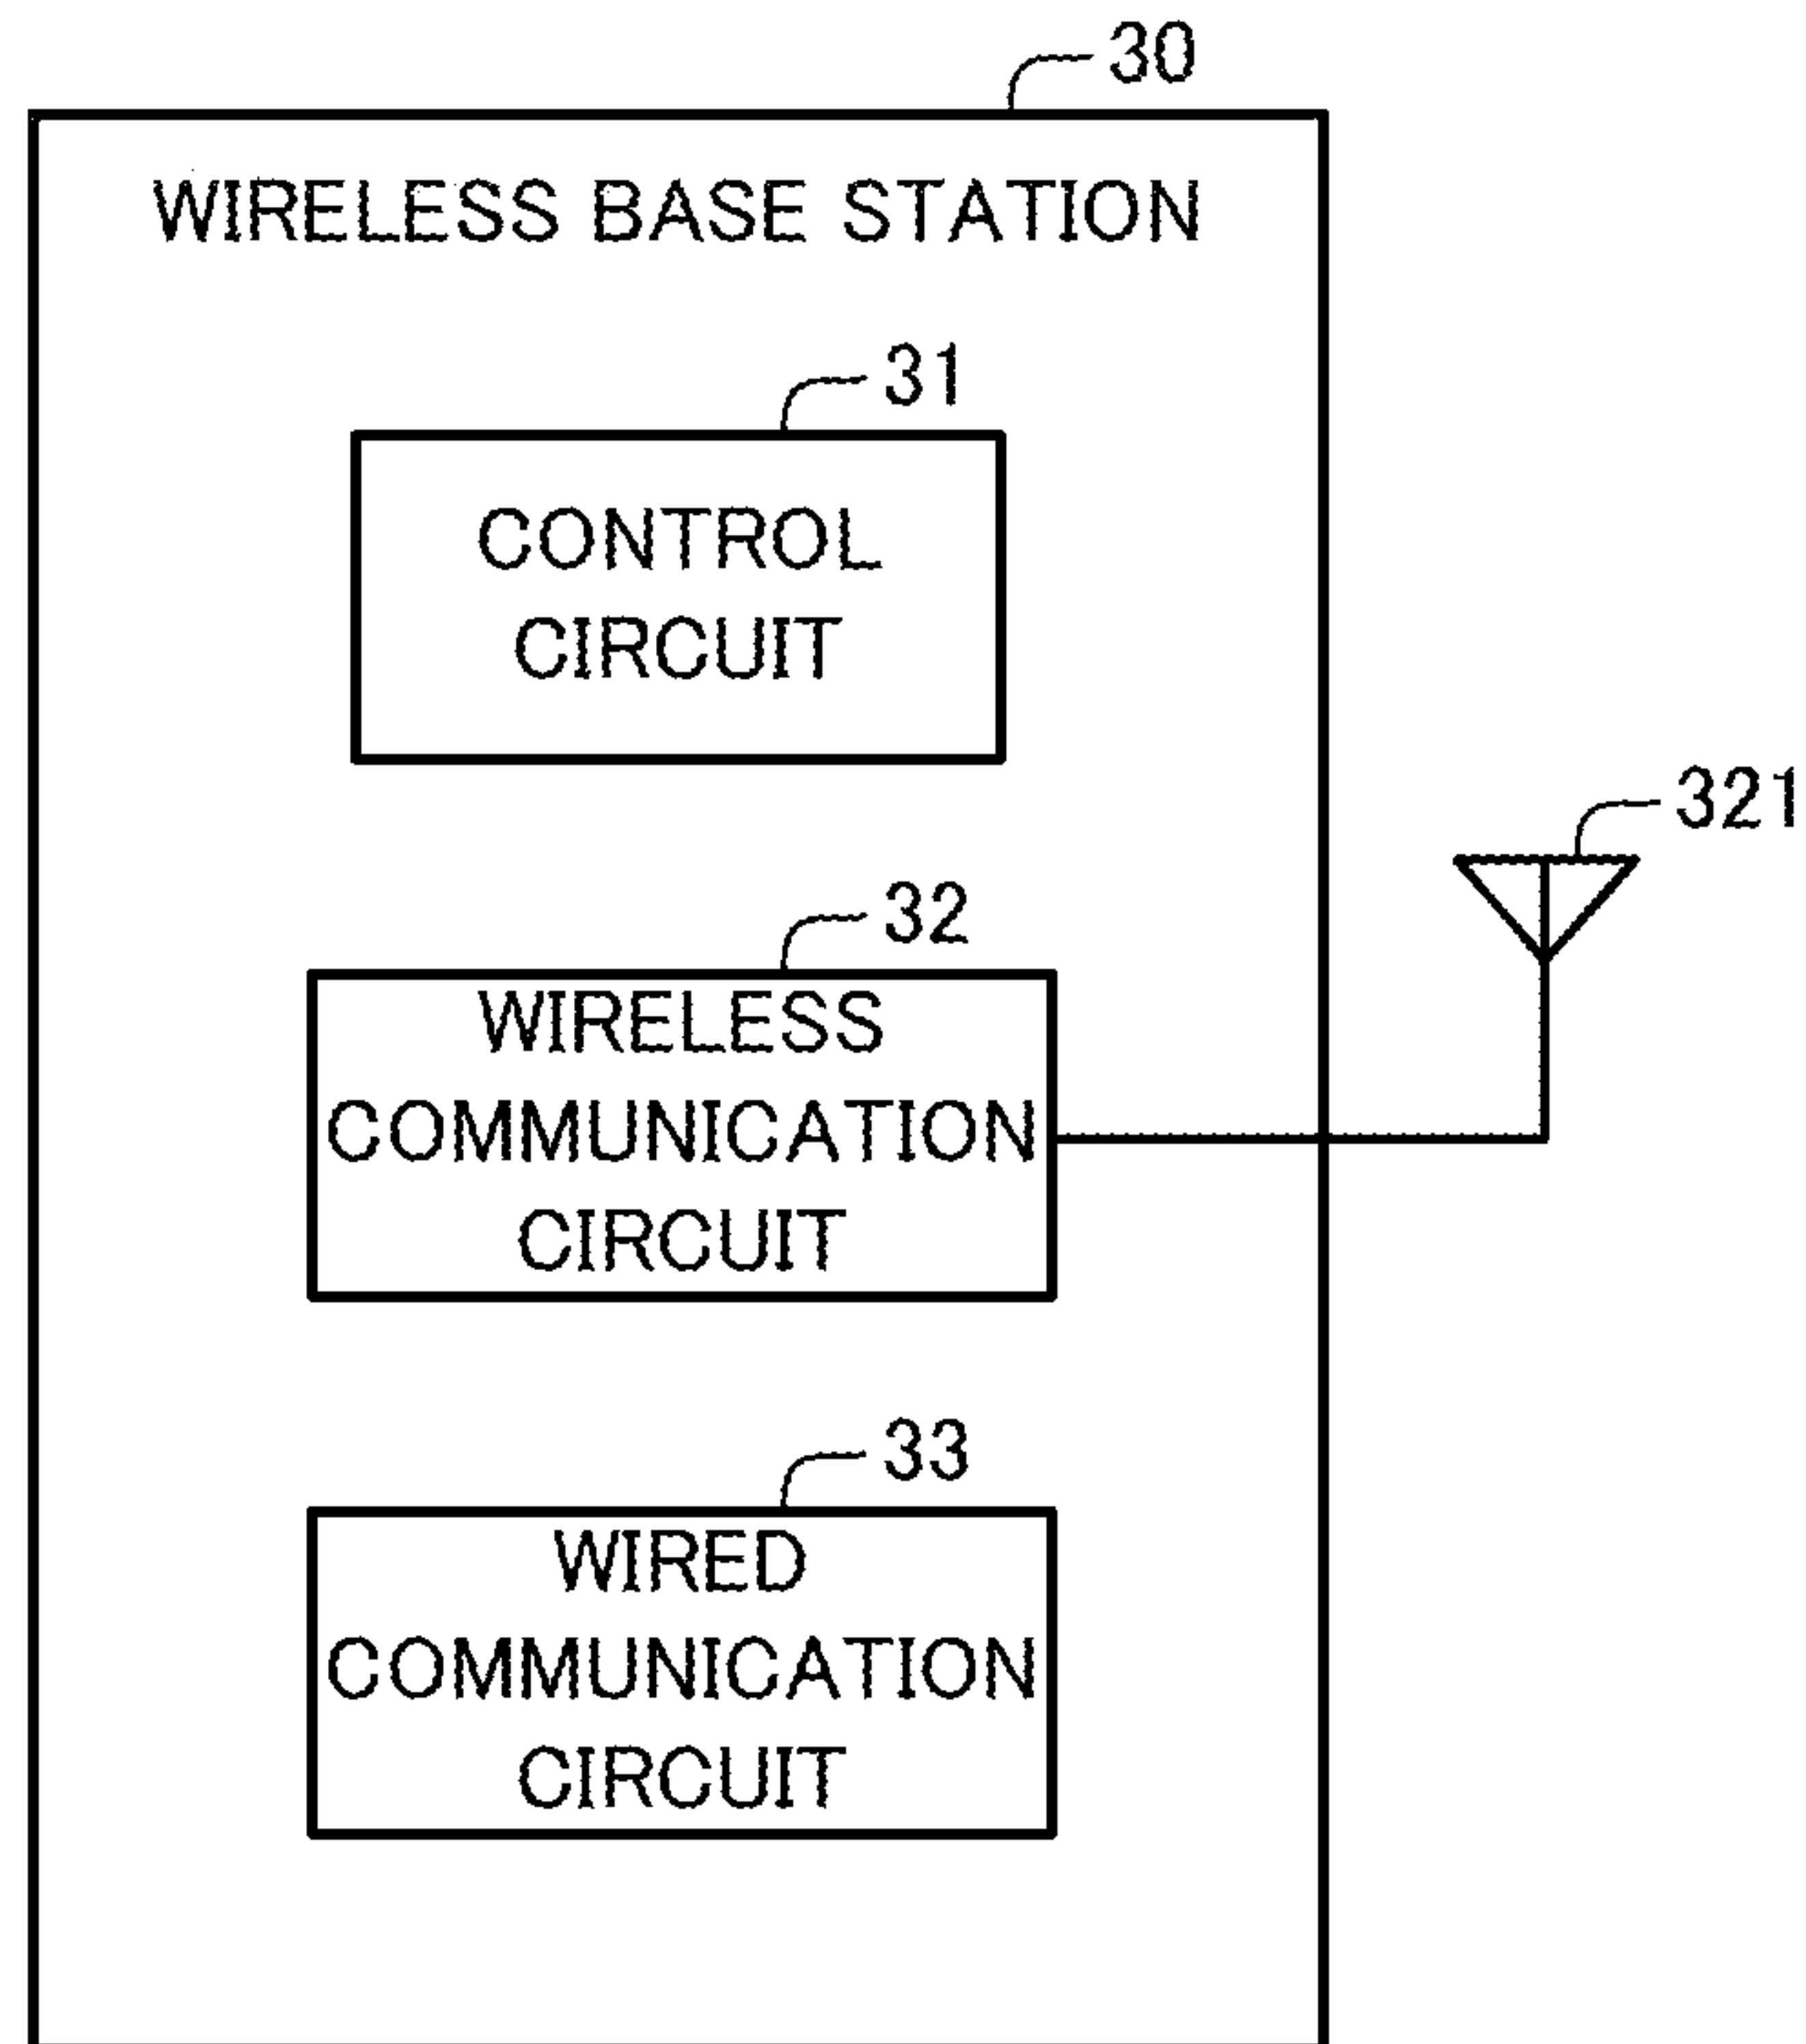 30
WIRELESS BASE STATION
31
CONTROL
CIRCUIT
321
32
WIRELESS
COMMUNICATION
CIRCUIT
33
WIRED
COMMUNICATION
CIRCUIT